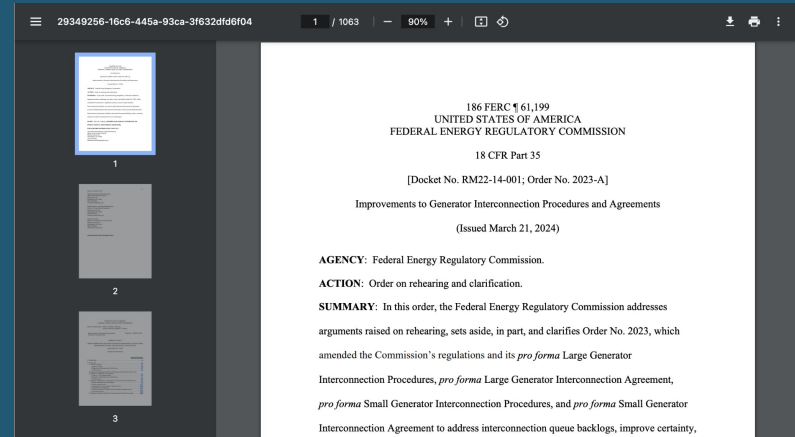 29349256-16c6-445a-93ca-3f632dfd6f04
1 / 1063
90%
1
2
3
186 FERC ¶ 61,199
UNITED STATES OF AMERICA
FEDERAL ENERGY REGULATORY COMMISSION
18 CFR Part 35
[Docket No. RM22-14-001; Order No. 2023-A]
Improvements to Generator Interconnection Procedures and Agreements
(Issued March 21, 2024)
AGENCY: Federal Energy Regulatory Commission.
ACTION: Order on rehearing and clarification.
SUMMARY: In this order, the Federal Energy Regulatory Commission addresses
arguments raised on rehearing, sets aside, in part, and clarifies Order No. 2023, which
amended the Commission's regulations and its pro forma Large Generator
Interconnection Procedures, pro forma Large Generator Interconnection Agreement,
pro forma Small Generator Interconnection Procedures, and pro forma Small Generator
Interconnection Agreement to address interconnection queue backlogs, improve certainty,